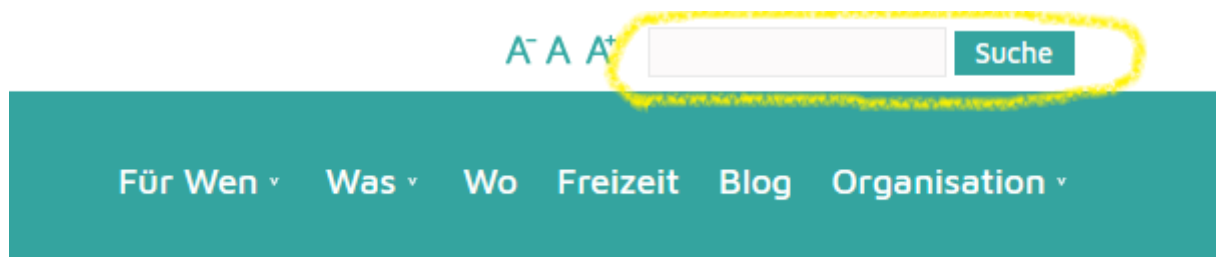 A- A A+ Suche
Für Wen v Was v Wo Freizeit Blog Organisation v